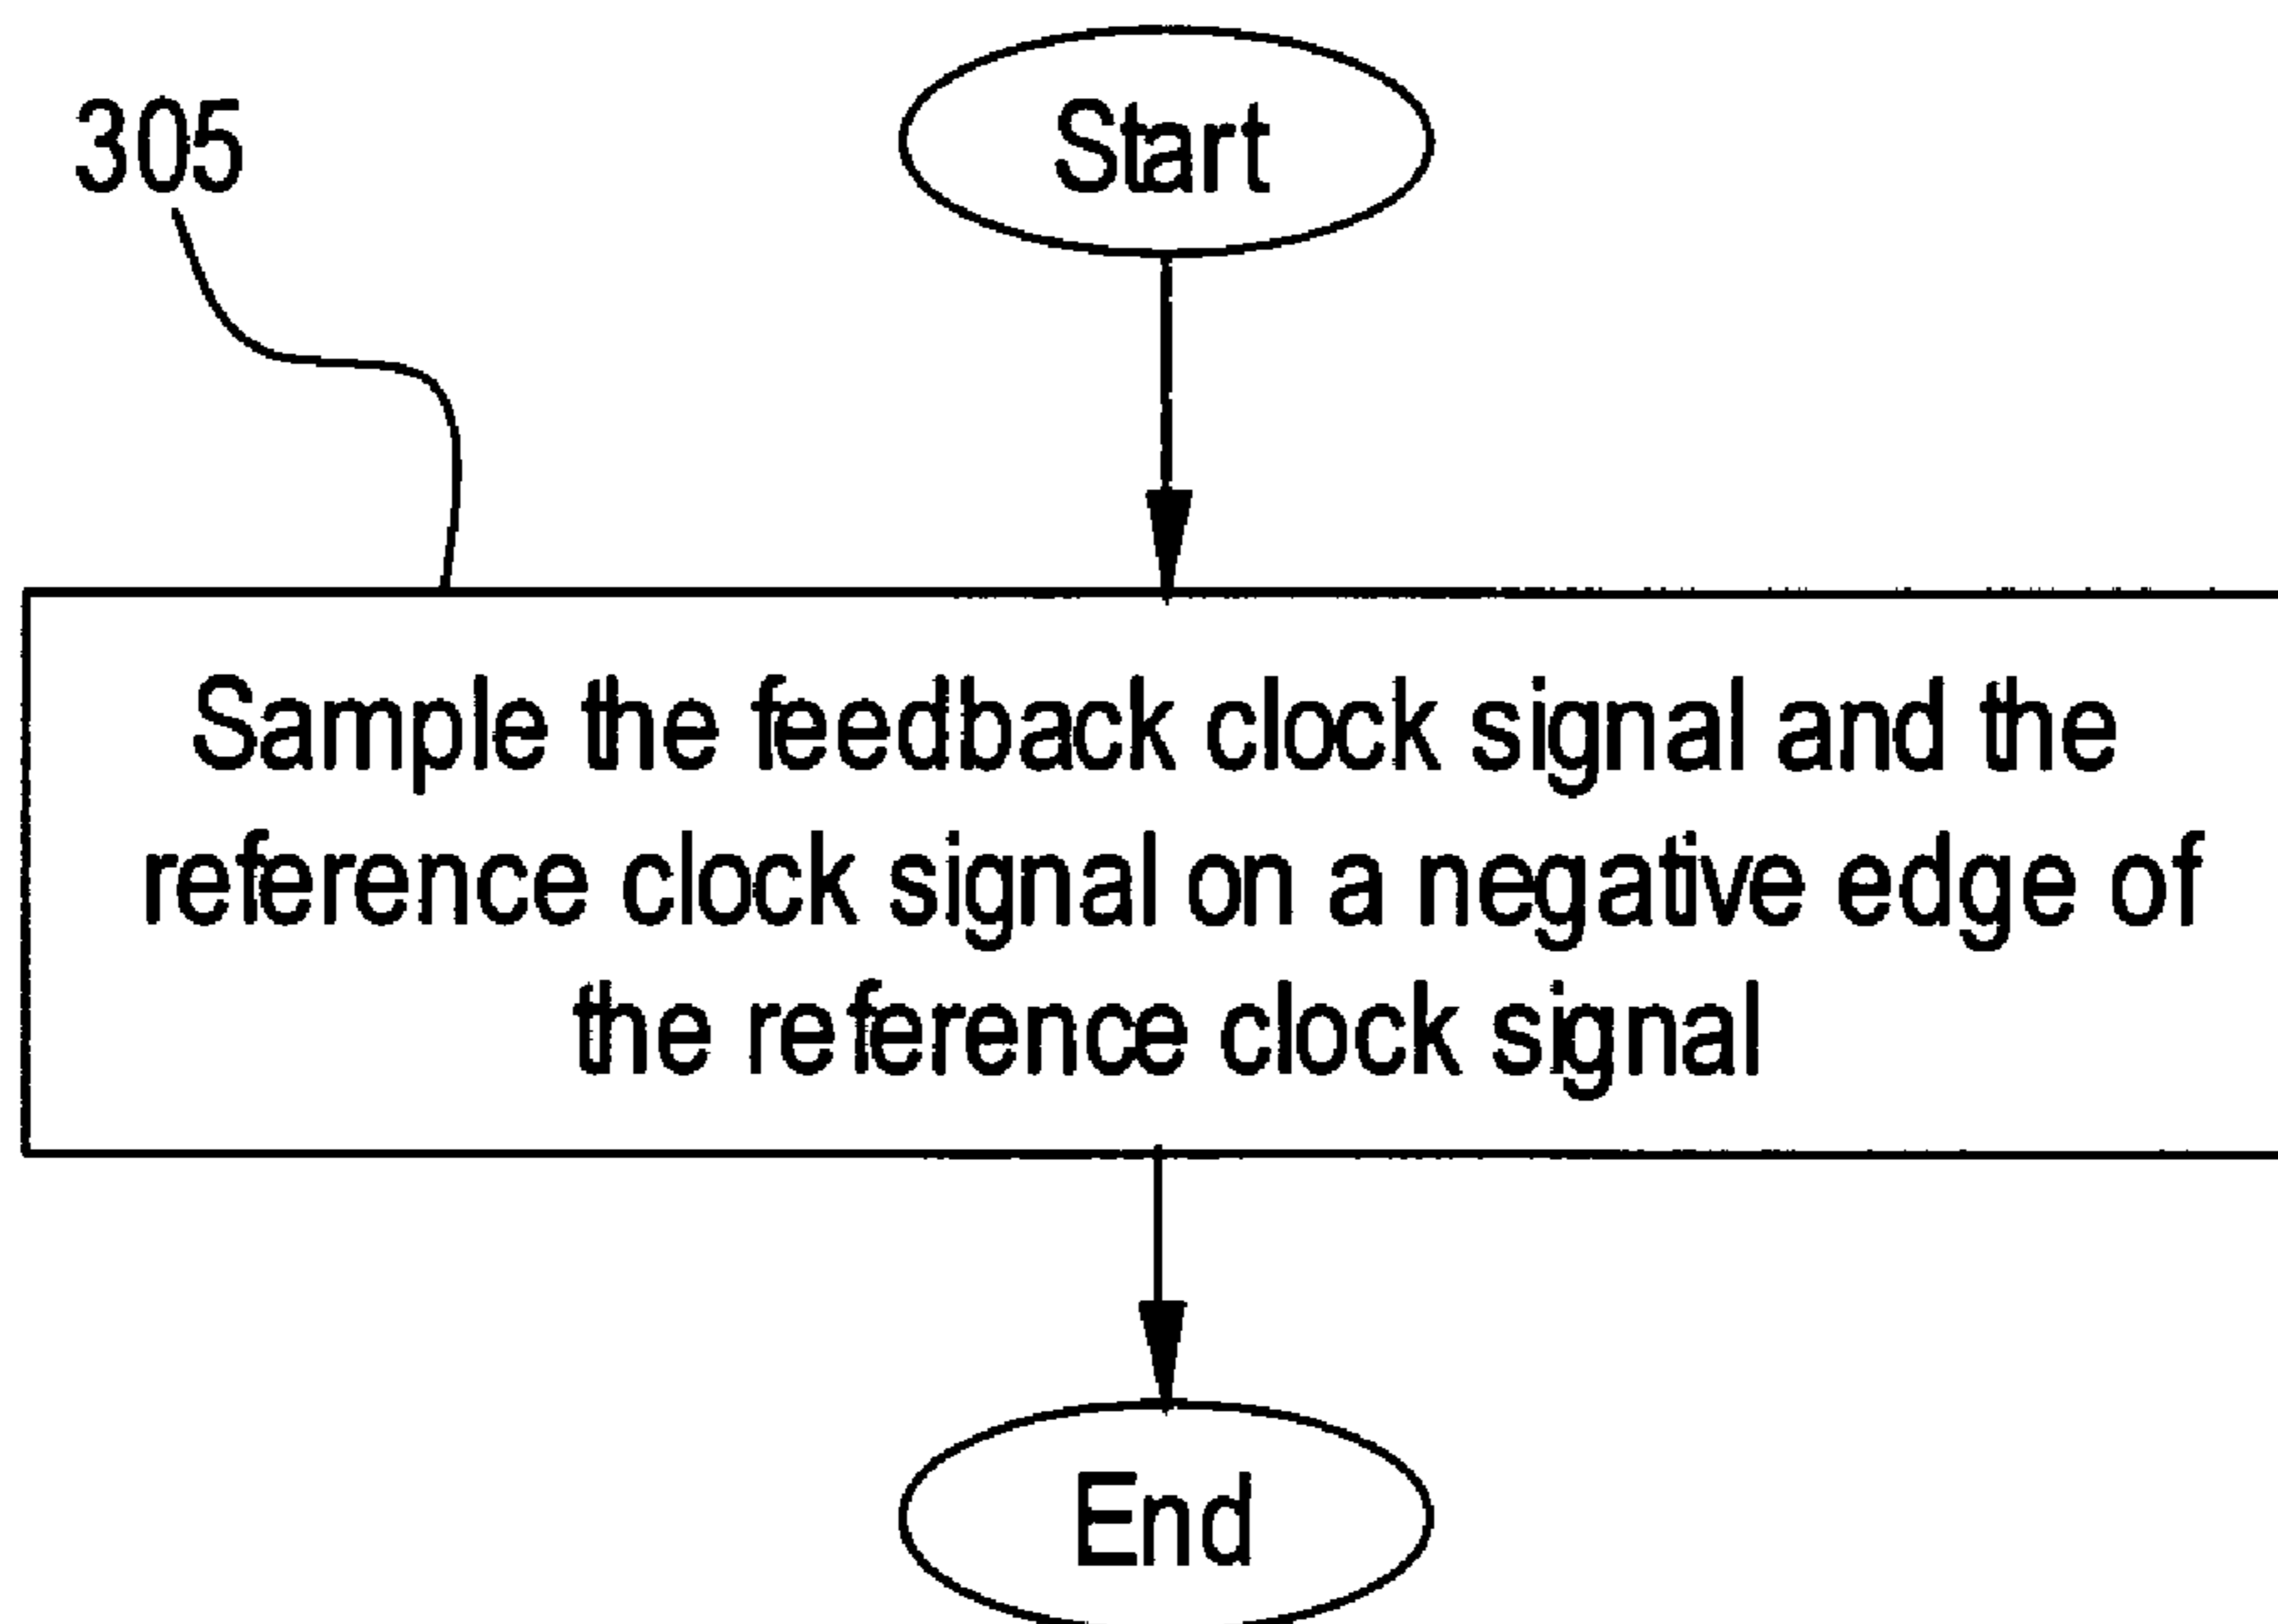 305
Start
Sample the feedback clock signal and the
reference clock signal on a negative edge of
the reference clock signal
End